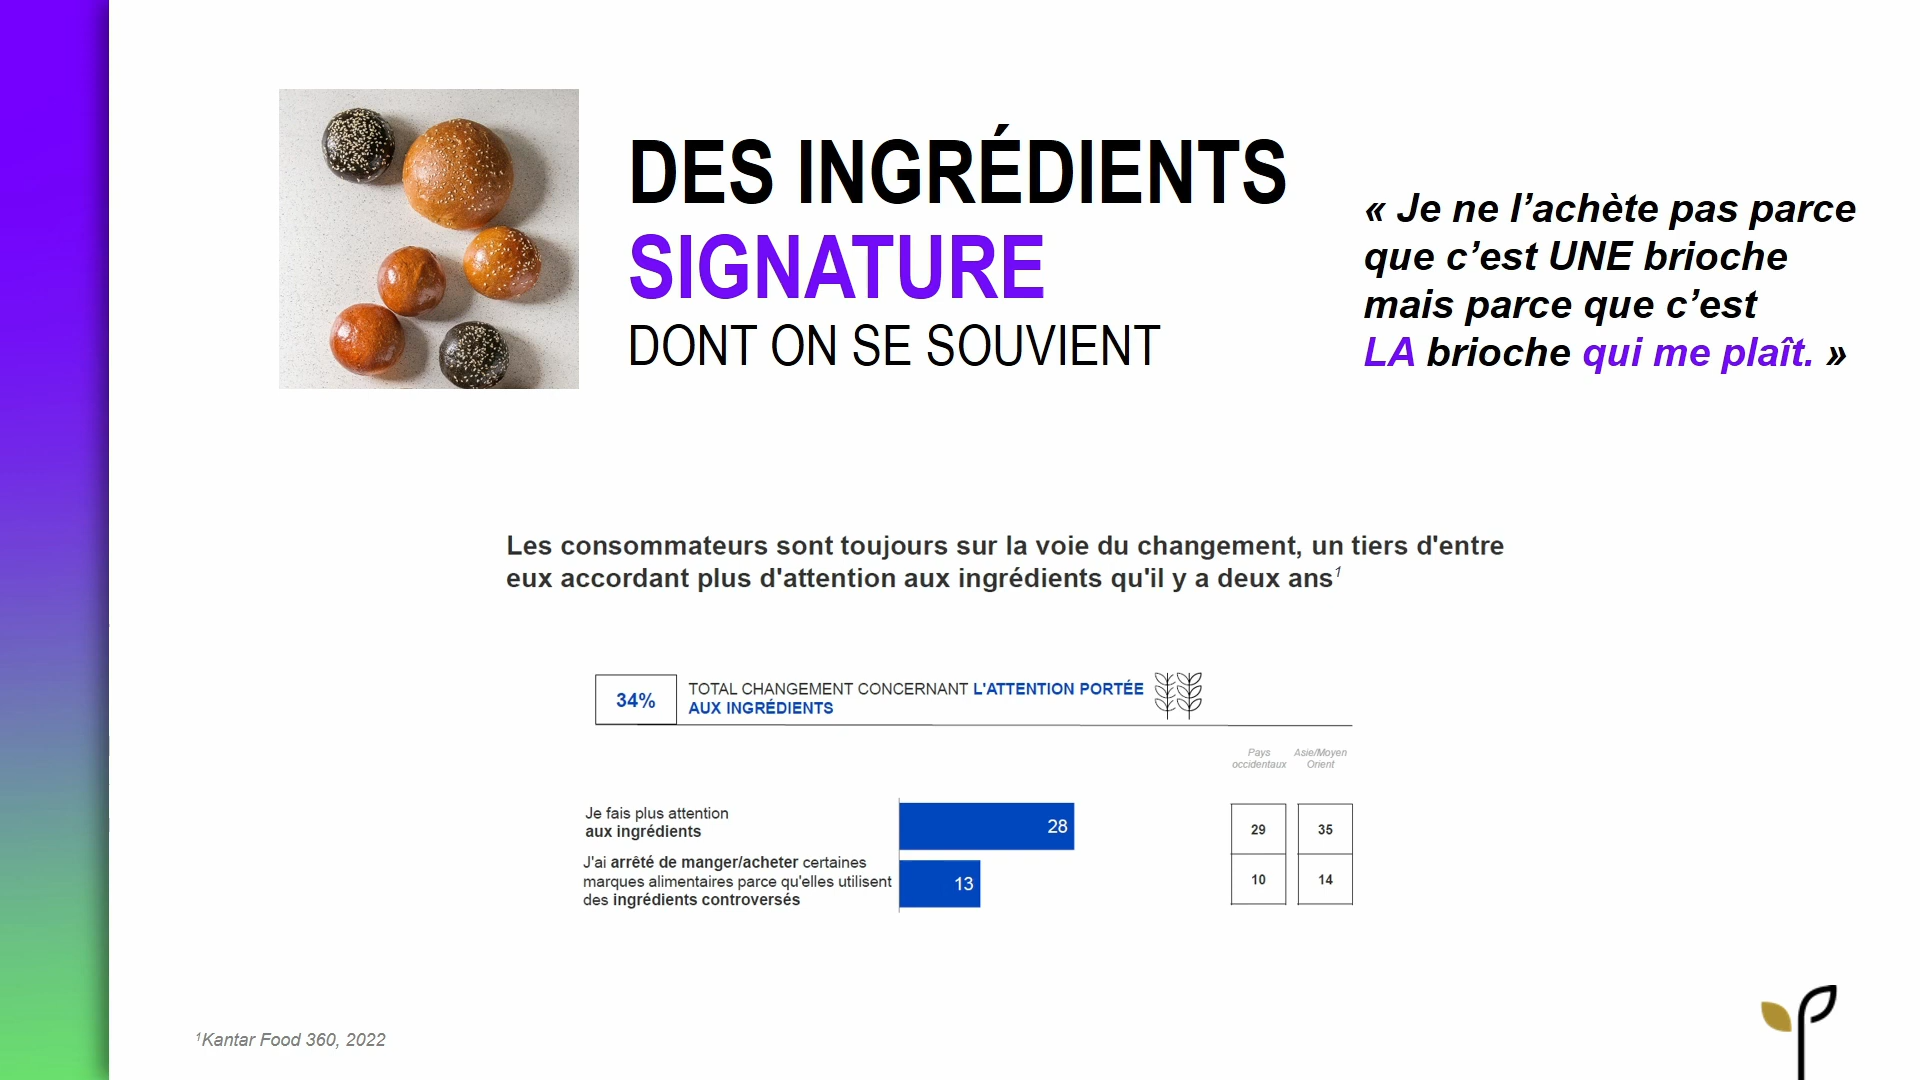 DES INGRÉDIENTS
SIGNATURE
DONT ON SE SOUVIENT
« Je ne l’achète pas parce
que c’est UNE brioche
mais parce que c’est
LA brioche qui me plaît. »
Les consommateurs sont toujours sur la voie du changement, un tiers d'entre
eux accordant plus d'attention aux ingrédients qu'il y a deux ans¹
34%
TOTAL CHANGEMENT CONCERNANT L'ATTENTION PORTÉE
AUX INGRÉDIENTS
Pays
occidentaux
Asie/Moyen
Orient
Je fais plus attention
aux ingrédients
28
29
35
J'ai arrêté de manger/acheter certaines
marques alimentaires parce qu'elles utilisent
des ingrédients controversés
13
10
14
¹Kantar Food 360, 2022